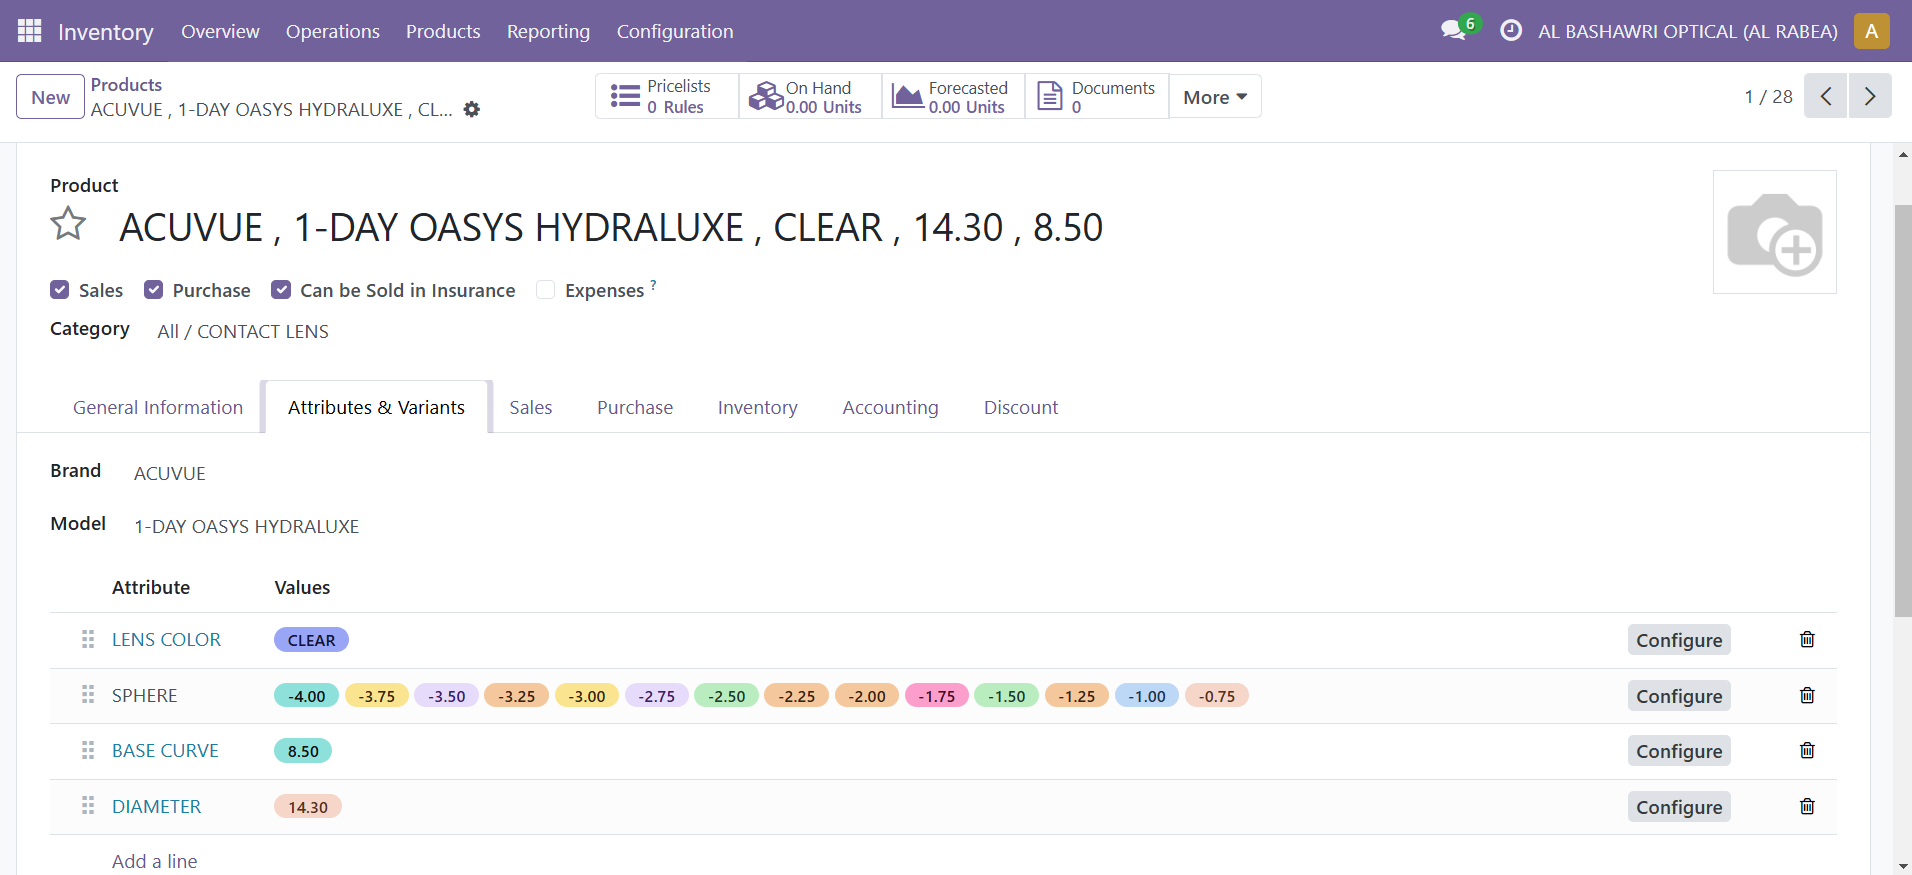 Inventory Overview Operations Products Reporting Configuration 6 AL BASHAWRI OPTICAL (AL RABEA) A
New Products
ACUVUE , 1-DAY OASYS HYDRALUXE , CL...
Pricelists
0 Rules
On Hand
0.00 Units
Forecasted
0.00 Units
Documents
0
More
1 / 28
Product
ACUVUE , 1-DAY OASYS HYDRALUXE , CLEAR , 14.30 , 8.50
Sales Purchase Can be Sold in Insurance Expenses ?
Category All / CONTACT LENS
General Information Attributes & Variants Sales Purchase Inventory Accounting Discount
Brand ACUVUE
Model 1-DAY OASYS HYDRALUXE
Attribute Values
LENS COLOR CLEAR Configure
SPHERE -4.00 -3.75 -3.50 -3.25 -3.00 -2.75 -2.50 -2.25 -2.00 -1.75 -1.50 -1.25 -1.00 -0.75 Configure
BASE CURVE 8.50 Configure
DIAMETER 14.30 Configure
Add a line